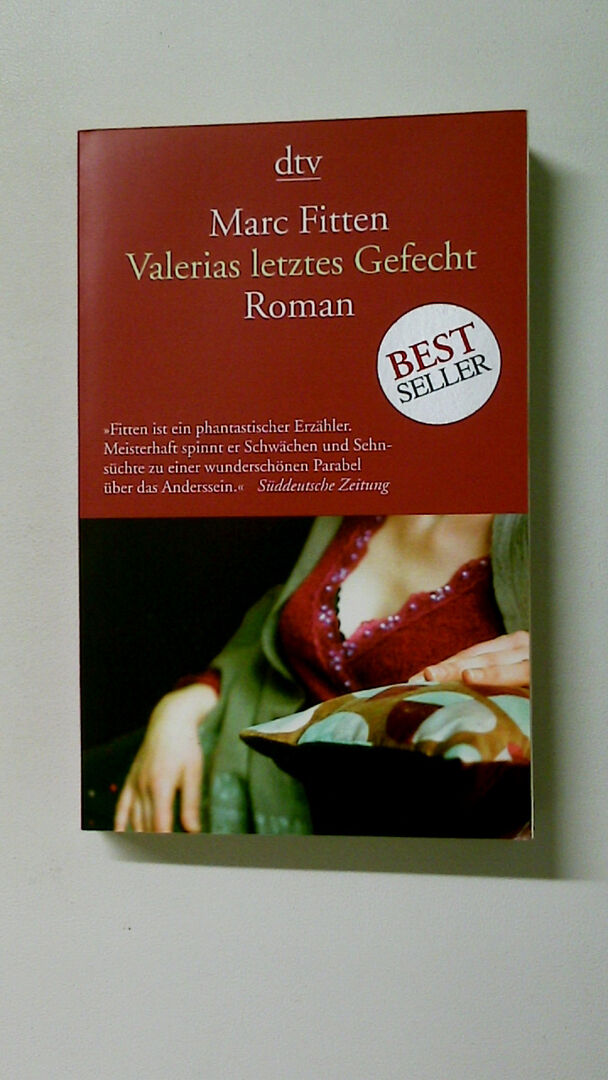 dtv
Marc Fitten
Valerias letztes Gefecht
Roman
BEST
SELLER
»Fitten ist ein phantastischer Erzähler.
Meisterhaft spinnt er Schwächen und Sehn-
süchte zu einer wunderschönen Parabel
über das Anderssein.« Süddeutsche Zeitung